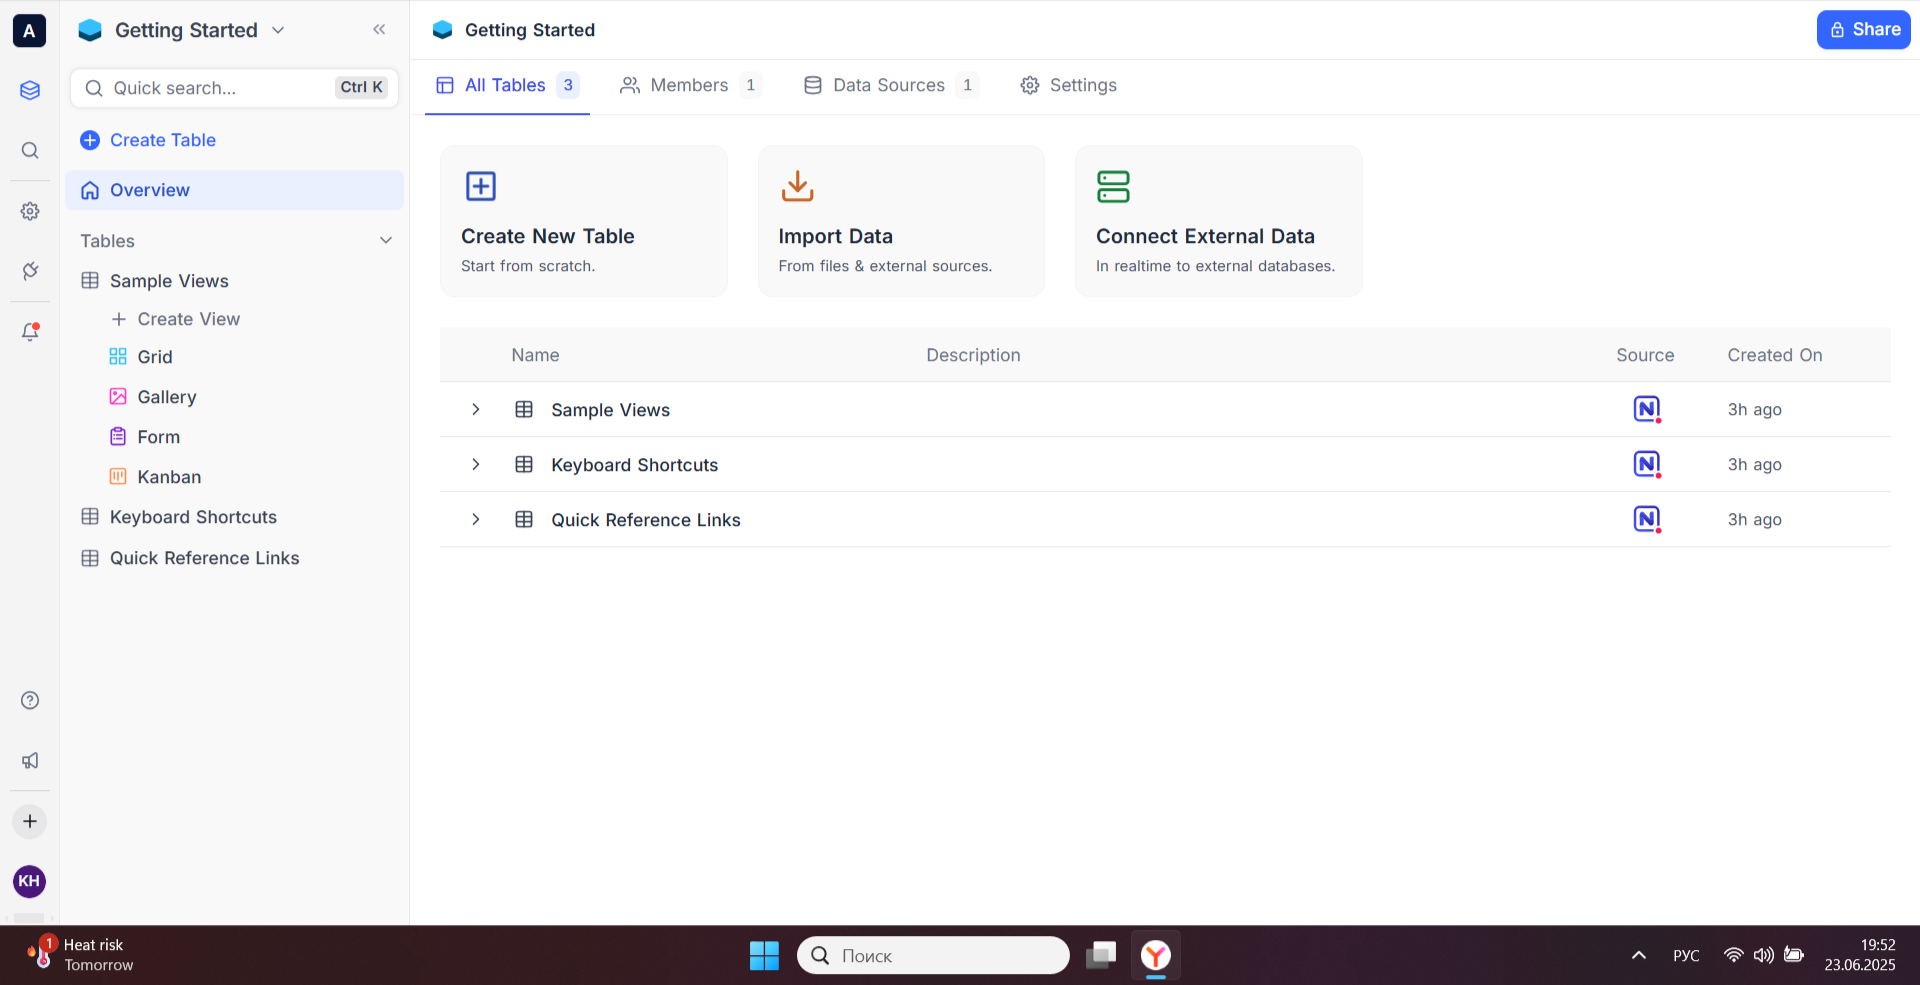 A
Getting Started
Quick search...
Ctrl K
Create Table
Overview
Tables
Sample Views
Create View
Grid
Gallery
Form
Kanban
Keyboard Shortcuts
Quick Reference Links
KH
Getting Started
Share
All Tables 3
Members 1
Data Sources 1
Settings
Create New Table
Start from scratch.
Import Data
From files & external sources.
Connect External Data
In realtime to external databases.
Name Description Source Created On
Sample Views N 3h ago
Keyboard Shortcuts N 3h ago
Quick Reference Links N 3h ago
1
Heat risk
Tomorrow
Поиск
Y
РУС
19:52
23.06.2025